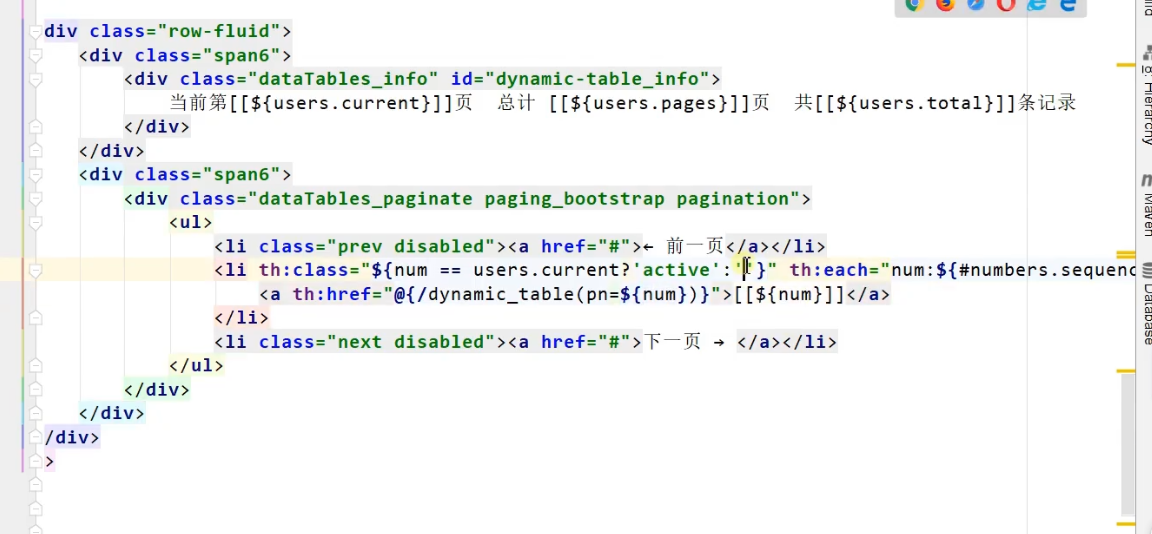 div class="row-fluid">
<div class="span6">
<div class="dataTables_info" id="dynamic-table_info">
当前第[[${users.current}]]页 总计 [[${users.pages}]]页 共[[${users.total}]]条记录
</div>
</div>
<div class="span6">
<div class="dataTables_paginate paging_bootstrap pagination">
<ul>
<li class="prev disabled"><a href="#">← 前一页</a></li>
<li th:class="${num == users.current?'active':''}" th:each="num:${#numbers.sequenc
<a th:href="@{/dynamic_table(pn=${num})}">[[${num}]]</a>
</li>
<li class="next disabled"><a href="#">下一页 → </a></li>
</ul>
</div>
</div>
/div>
>
Hierarchy
Maven
Database